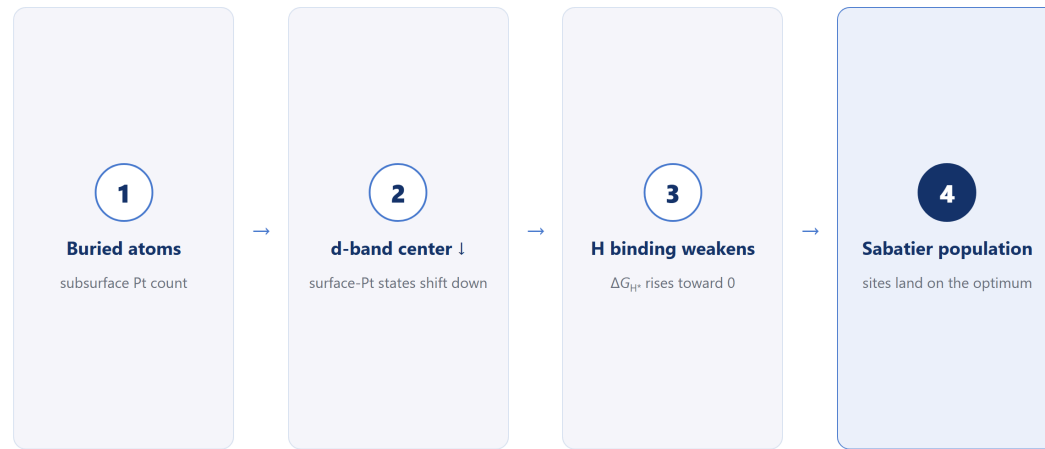 1
Buried atoms
subsurface Pt count
→
2
d-band center ↓
surface-Pt states shift down
→
3
H binding weakens
ΔG_H* rises toward 0
→
4
Sabatier population
sites land on the optimum